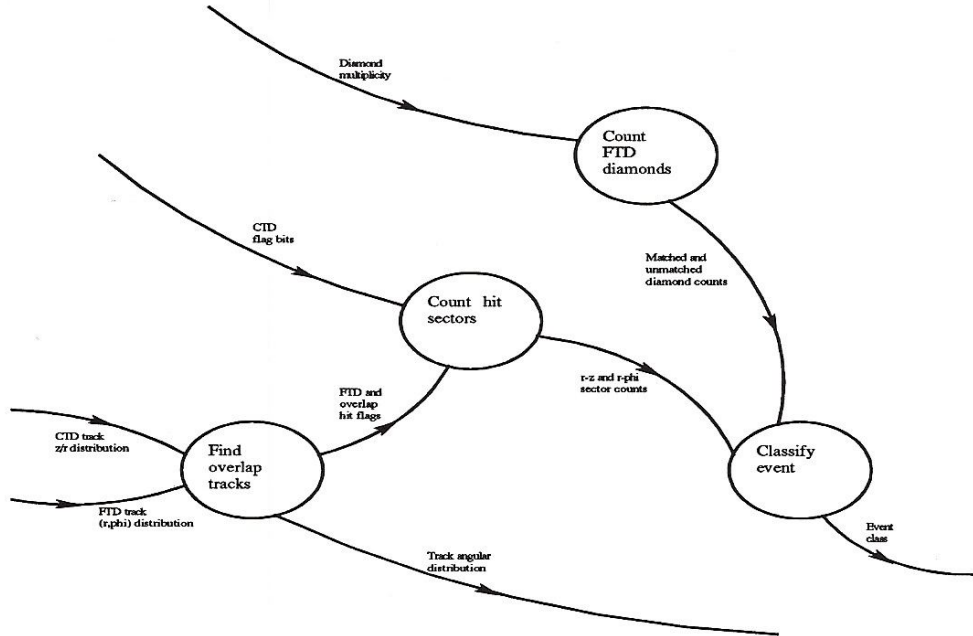 Diamond
multiplicity
Count
FTD
diamonds
CTD
flag bits
Matched and
unmatched
diamond counts
Count hit
sectors
FTD and
overlap
hit flags
r-z and r-phi
sector counts
CTD track
z/r distribution
Find
overlap
tracks
Classify
event
FTD track
(r,phi) distribution
Event
class
Track angular
distribution